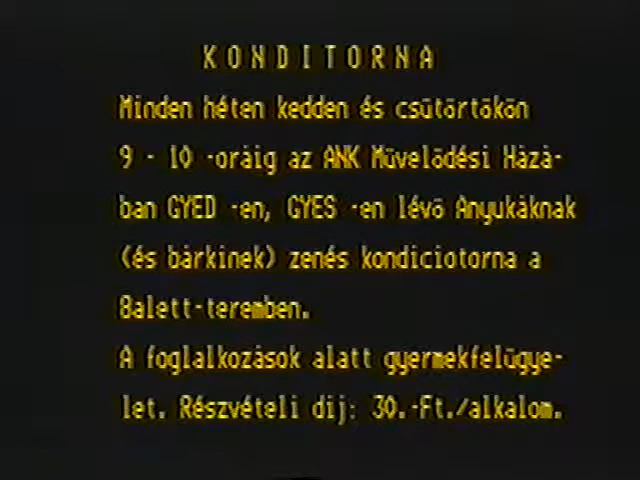 K O N D I T O R N A
Minden héten kedden és csütörtökön
9 - 10 -oráig az ANK Müvelödési Házá-
ban GYED -en, GYES -en lévö Anyukáknak
(és bárkinek) zenés kondiciotorna a
Balett-teremben.
A foglalkozások alatt gyermekfelügye-
let. Részvételi dij: 30.-Ft./alkalom.